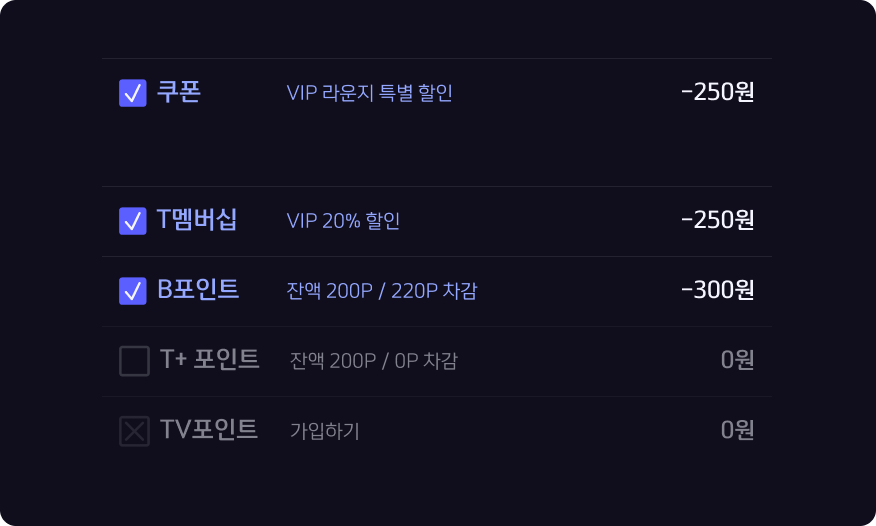 쿠폰 VIP 라운지 특별 할인 -250원
T멤버십 VIP 20% 할인 -250원
B포인트 잔액 200P / 220P 차감 -300원
T+ 포인트 잔액 200P / 0P 차감 0원
TV포인트 가입하기 0원